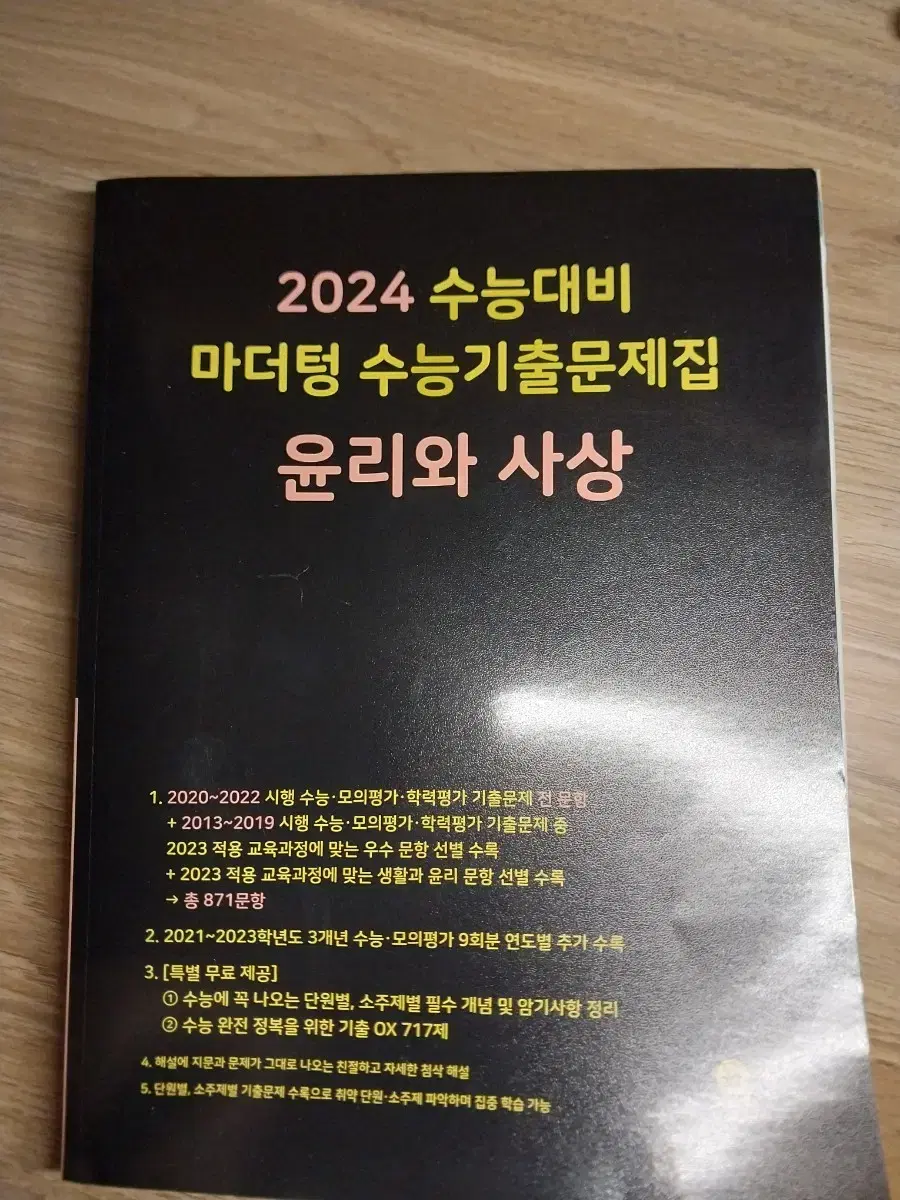 2024 수능대비
마더텅 수능기출문제집
윤리와 사상
1. 2020~2022 시행 수능·모의평가·학력평가 기출문제 전 문항
+ 2013~2019 시행 수능·모의평가·학력평가 기출문제 중
2023 적용 교육과정에 맞는 우수 문항 선별 수록
+ 2023 적용 교육과정에 맞는 생활과 윤리 문항 선별 수록
→ 총 871문항
2. 2021~2023학년도 3개년 수능·모의평가 9회분 연도별 추가 수록
3. [특별 무료 제공]
① 수능에 꼭 나오는 단원별, 소주제별 필수 개념 및 암기사항 정리
② 수능 완전 정복을 위한 기출 OX 717제
4. 해설에 지문과 문제가 그대로 나오는 친절하고 자세한 첨삭 해설
5. 단원별, 소주제별 기출문제 수록으로 취약 단원·소주제 파악하며 집중 학습 가능